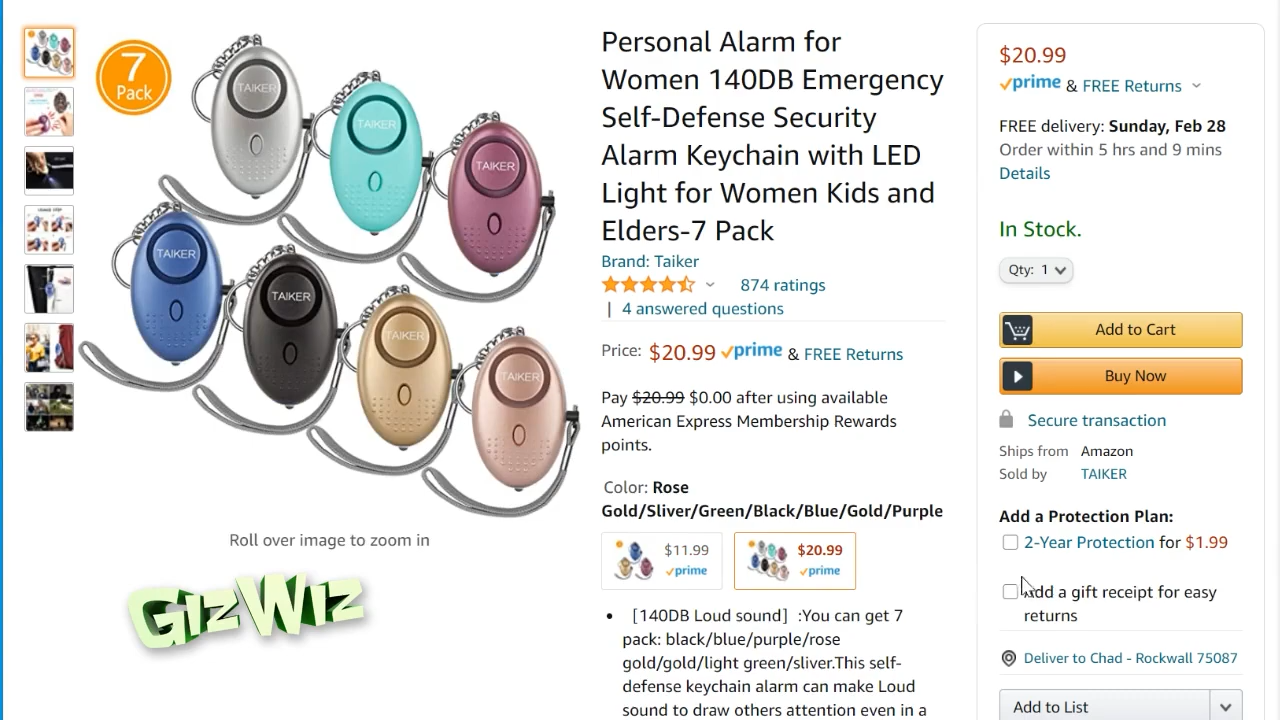 7
Pack
TAIKER
TAIKER
TAIKER
TAIKER
TAIKER
TAIKER
TAIKER
Roll over image to zoom in
GizWiz
Personal Alarm for
Women 140DB Emergency
Self-Defense Security
Alarm Keychain with LED
Light for Women Kids and
Elders-7 Pack
Brand: Taiker
874 ratings
| 4 answered questions
Price: $20.99 prime & FREE Returns
Pay $20.99 $0.00 after using available
American Express Membership Rewards
points.
Color: Rose
Gold/Sliver/Green/Black/Blue/Gold/Purple
$11.99
prime
$20.99
prime
• [140DB Loud sound] :You can get 7
pack: black/blue/purple/rose
gold/gold/light green/sliver.This self-
defense keychain alarm can make Loud
sound to draw others attention even in a
$20.99
prime & FREE Returns
FREE delivery: Sunday, Feb 28
Order within 5 hrs and 9 mins
Details
In Stock.
Qty: 1
Add to Cart
Buy Now
Secure transaction
Ships from Amazon
Sold by TAIKER
Add a Protection Plan:
2-Year Protection for $1.99
Add a gift receipt for easy
returns
Deliver to Chad - Rockwall 75087
Add to List